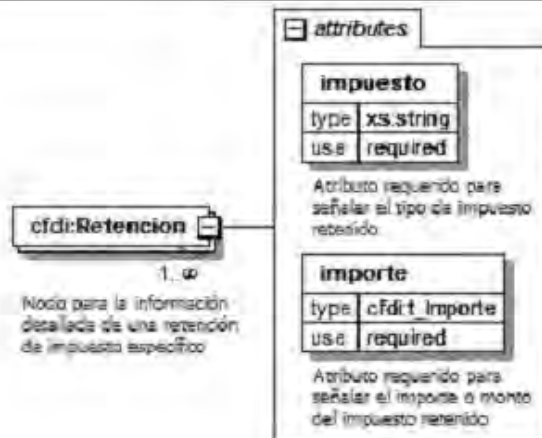 attributes
impuesto
type xs:string
use required
Atributo requerido para
señalar el tipo de impuesto
retenido
cfdi:Retencion
1..∞
Nodo para la información
detallada de una retención
de impuesto específico
importe
type cfdi:t_Importe
use required
Atributo requerido para
señalar el importe o monto
del impuesto retenido